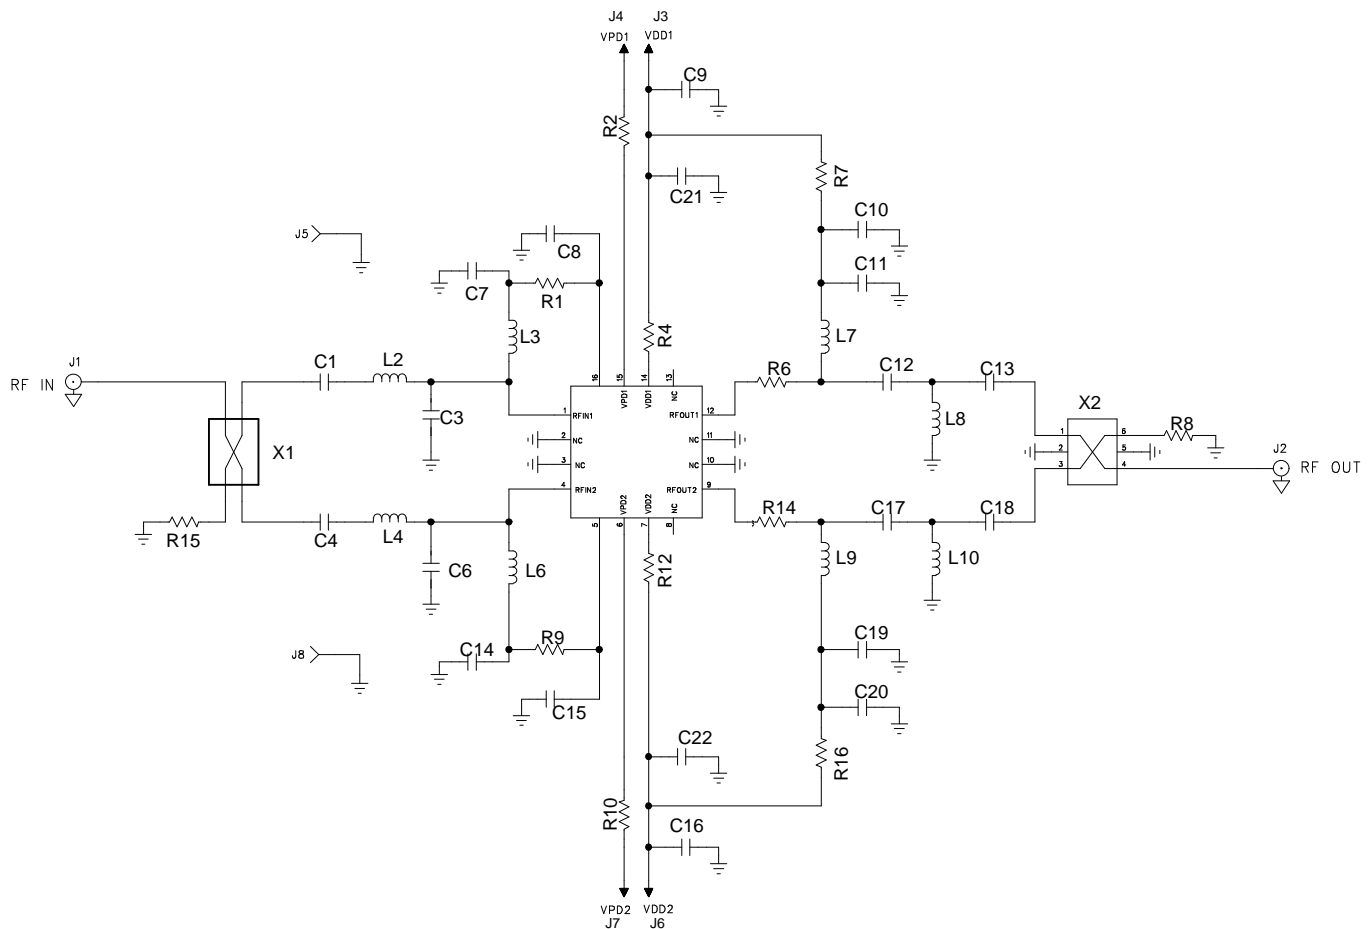 J4 J3
VPD1 VDD1
C9
R2
R7
C21
C10
J5
C8
C11
C7
R1
L3
R4
L7
J1
C1 L2
R6
C12
C13
RF IN
16 15 14 13
VPD1 VDD1 NC
C3
1 RFIN1 RFOUT1 12
L8
X2
X1
2 NC NC 11
1 6 R8
2 5
3 NC NC 10
3 4
J2
RF OUT
4 RFIN2 RFOUT2 9
VPD2 VDD2 NC
5 6 7 8
R15
C4
L4
R14
C17
C18
C6
L6
R12
L9
L10
J8
C14
R9
C19
C15
C20
C22
R16
R10
C16
VPD2 VDD2
J7 J6